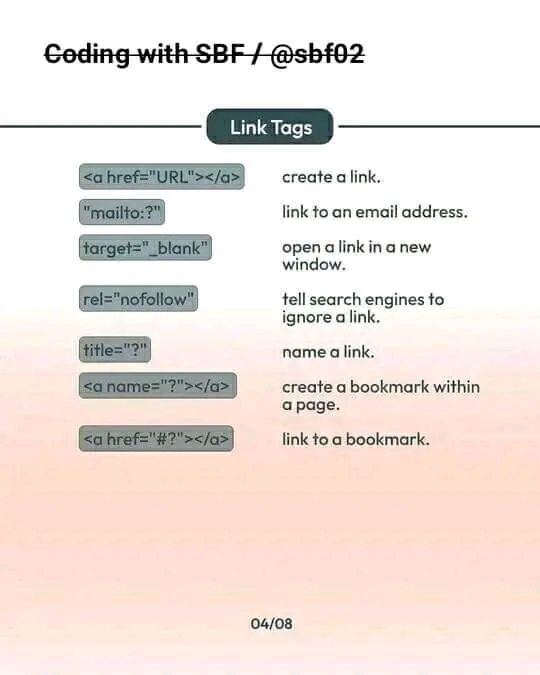 Coding with SBF / @sbf02
Link Tags
<a href="URL"></a> create a link.
"mailto:?" link to an email address.
target="_blank" open a link in a new
window.
rel="nofollow" tell search engines to
ignore a link.
title="?" name a link.
<a name="?"></a> create a bookmark within
a page.
<a href="#?"></a> link to a bookmark.
04/08